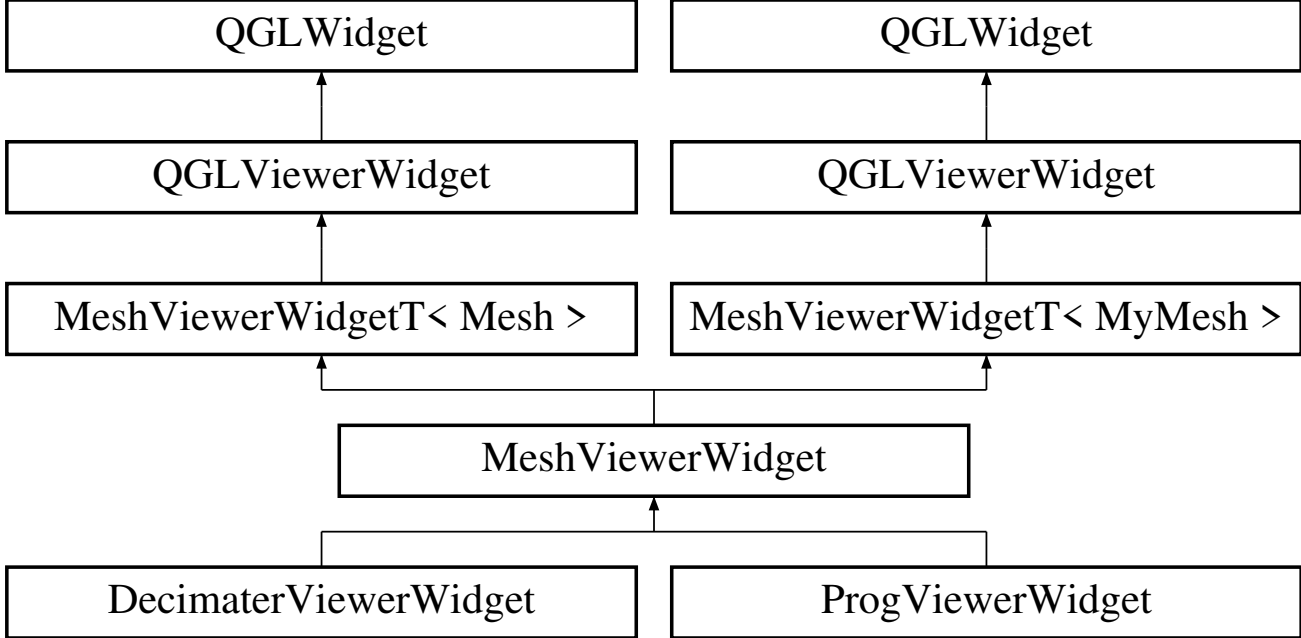 QGLWidget
QGLWidget
QGLViewerWidget
QGLViewerWidget
MeshViewerWidgetT< Mesh >
MeshViewerWidgetT< MyMesh >
MeshViewerWidget
DecimaterViewerWidget
ProgViewerWidget